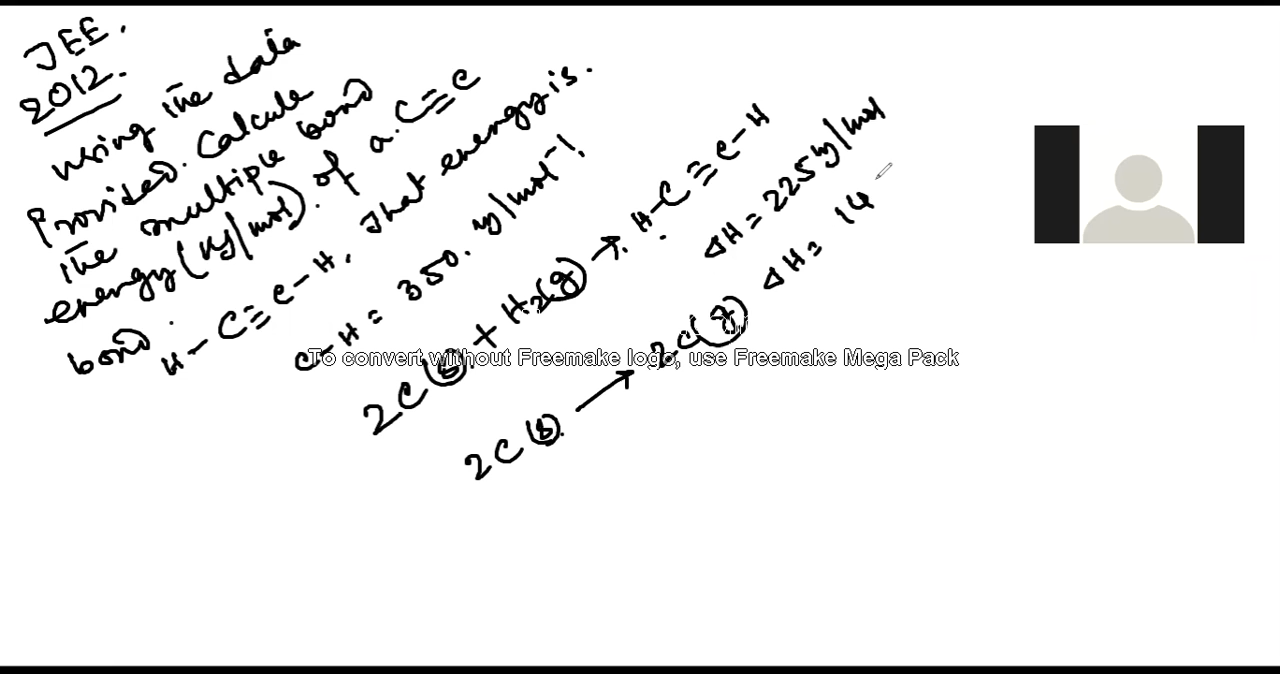 JEE.
2012.
using the data
Provided. Calcule
the multiple bond
energy (kJ/mol). of a. C≡C
bond. H-C≡C-H. That energy is.
C-H = 350. kJ/mol⁻¹.
2C(s) + H₂(g) → H-C≡C-H
ΔH = 225 kJ/mol
2C(s) → 2C(g) ΔH = 14
To convert without Freemake logo, use Freemake Mega Pack